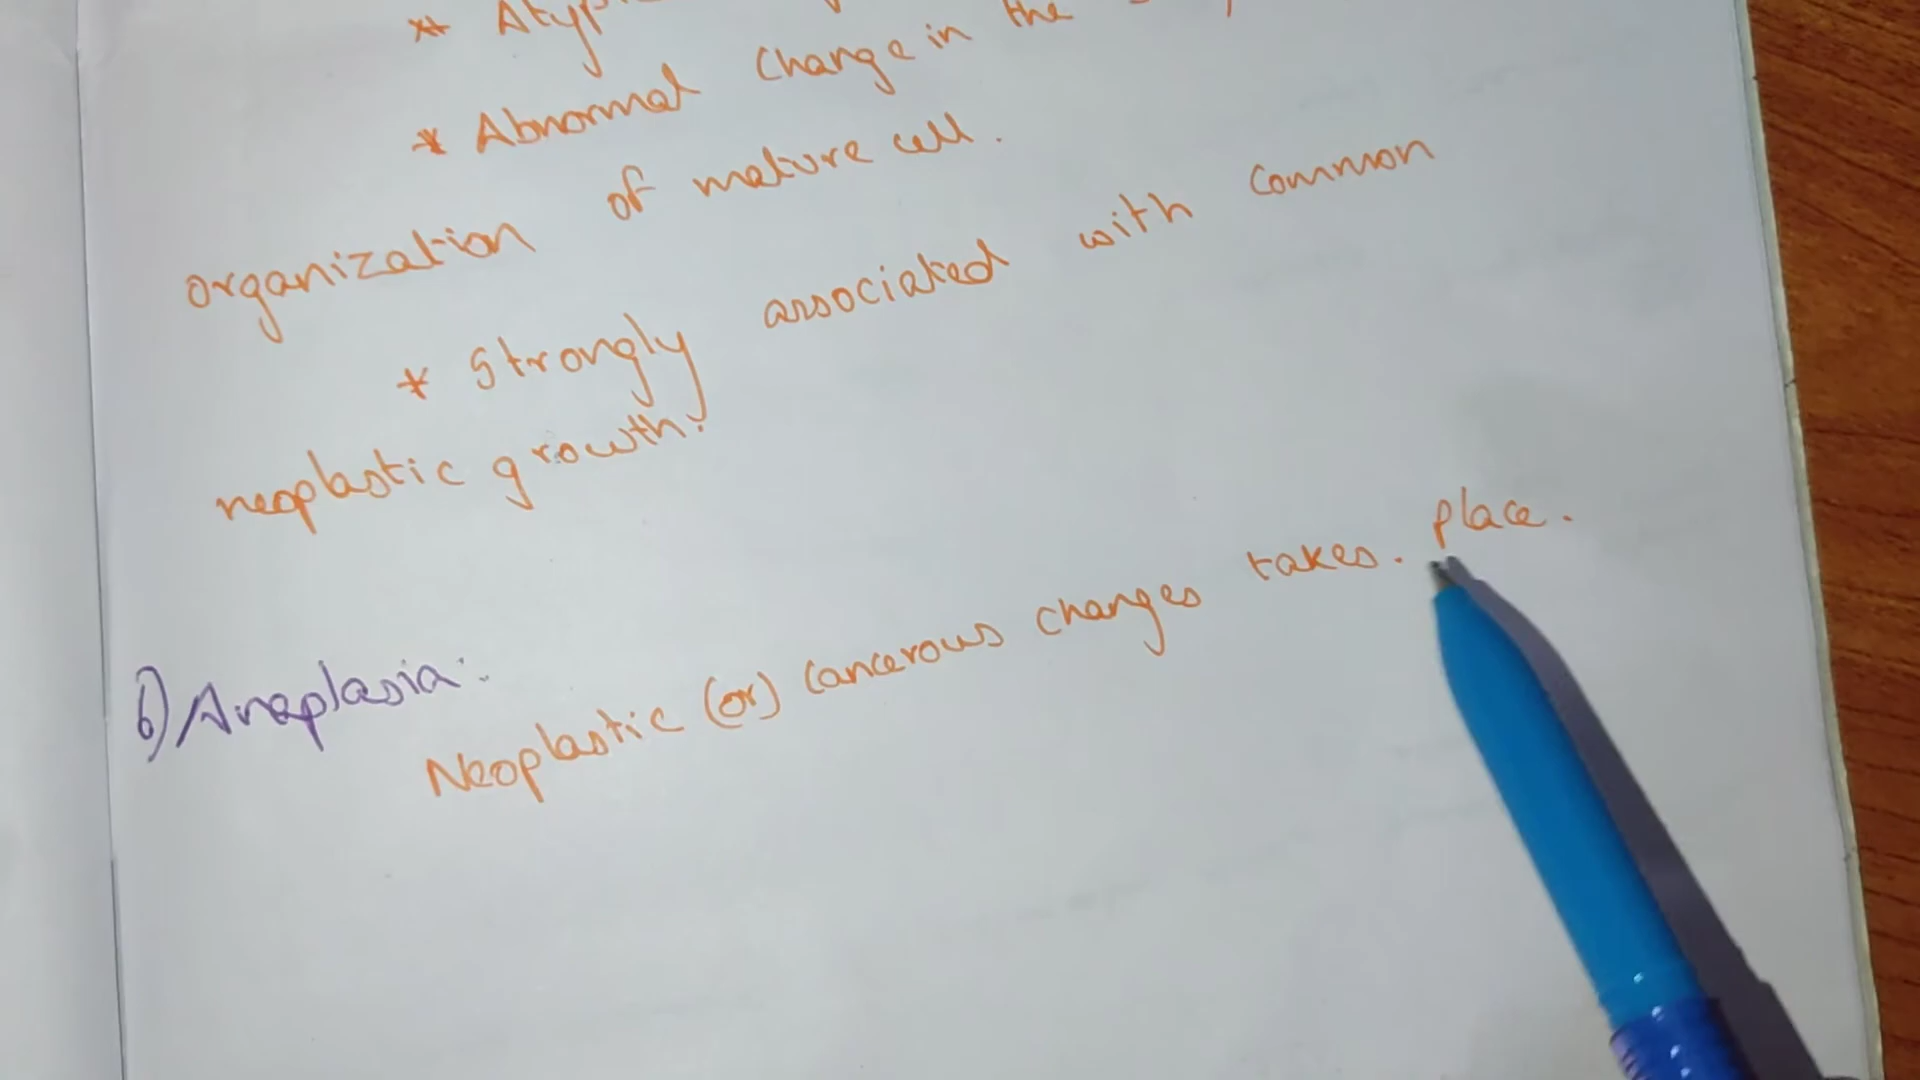 * Abnormal change in the
organization of mature cell.
* Strongly associated with common
neoplastic growth.
6) Anaplasia:
Neoplastic (or) cancerous changes takes. place.